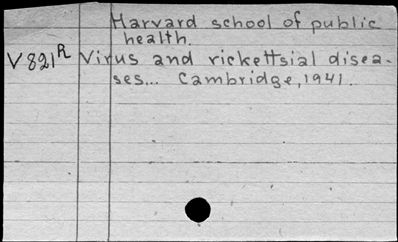 Harvard school of public
health.
V821R Virus and rickettsial disea-
ses... Cambridge, 1941.